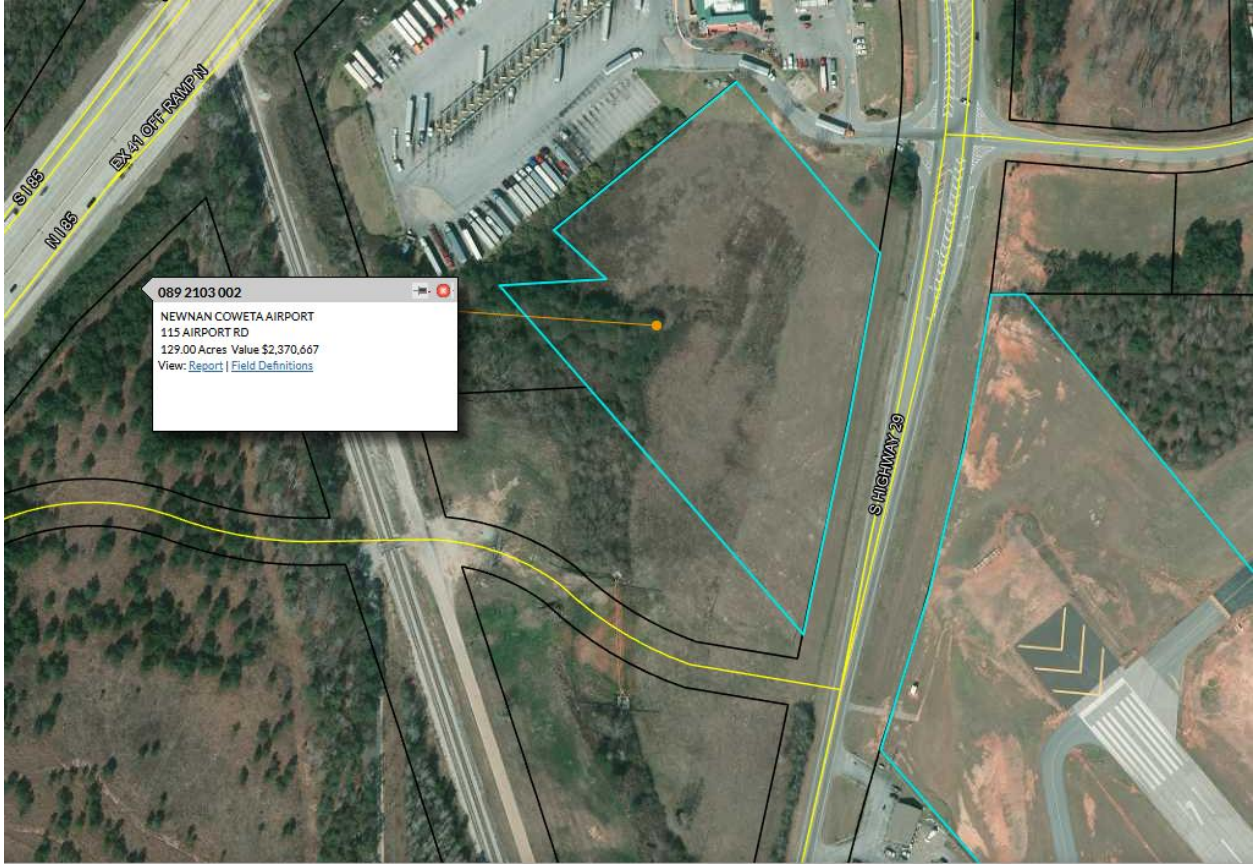 S I 85
EX 41 OFF RAMP N
N I 85
089 2103 002
NEWNAN COWETA AIRPORT
115 AIRPORT RD
129.00 Acres Value $2,370,667
View: Report | Field Definitions
S HIGHWAY 29